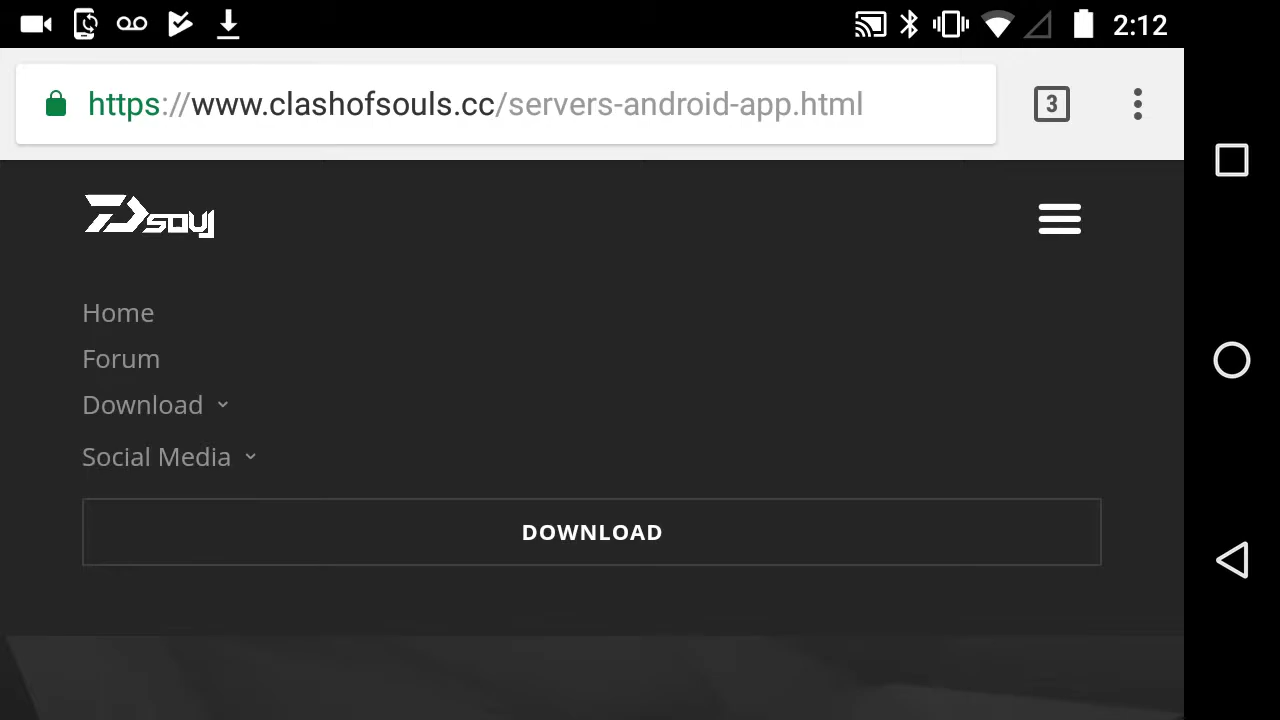 2:12
https://www.clashofsouls.cc/servers-android-app.html
3
Home
Forum
Download
Social Media
DOWNLOAD